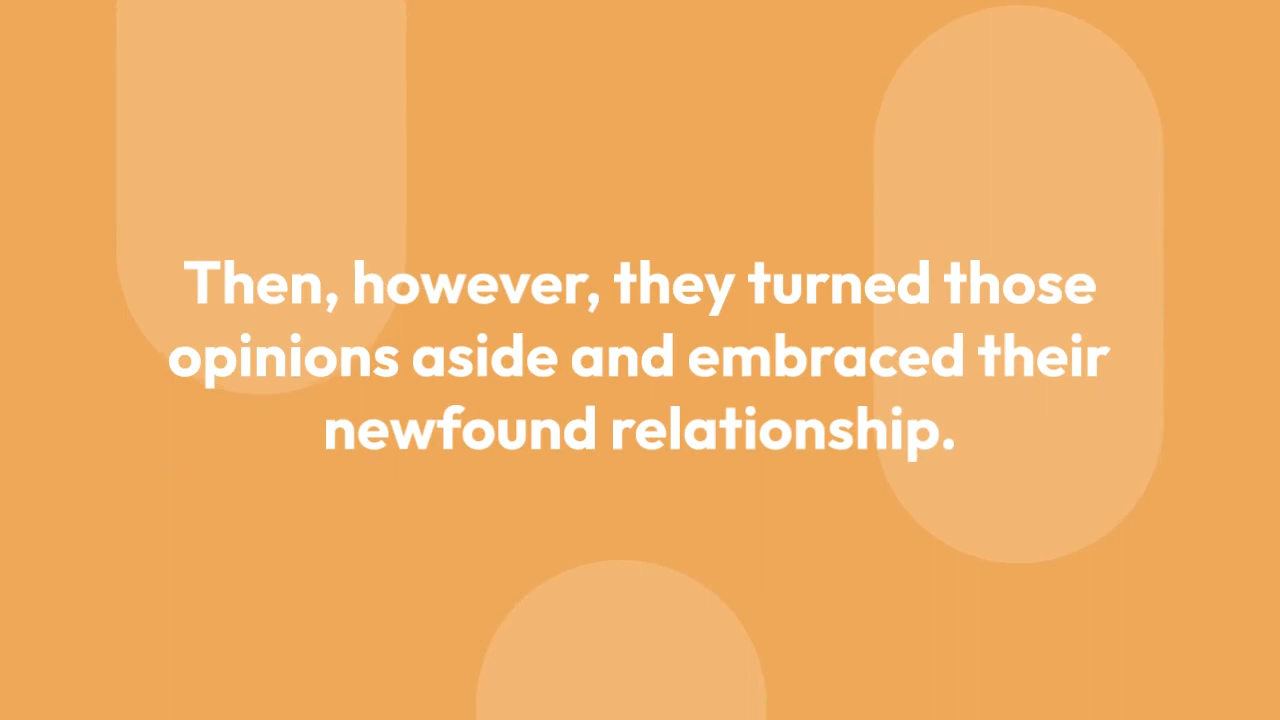 Then, however, they turned those
opinions aside and embraced their
newfound relationship.